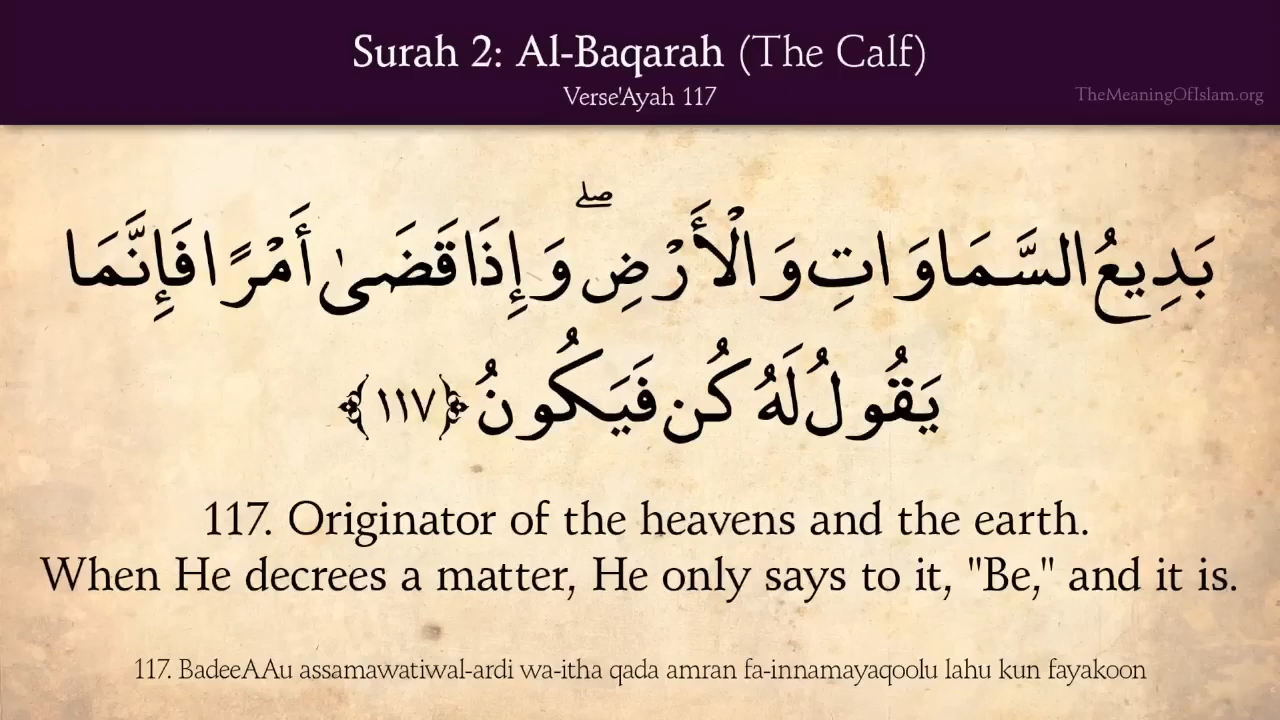 Surah 2: Al-Baqarah (The Calf)
Verse'Ayah 117
TheMeaningOfIslam.org
بَدِيعُ السَّمَاوَاتِ وَالْأَرْضِ ۖ وَإِذَا قَضَىٰ أَمْرًا فَإِنَّمَا
يَقُولُ لَهُ كُن فَيَكُونُ ﴿١١٧﴾
117. Originator of the heavens and the earth.
When He decrees a matter, He only says to it, "Be," and it is.
117. BadeeAAu assamawatiwal-ardi wa-itha qada amran fa-innamayaqoolu lahu kun fayakoon